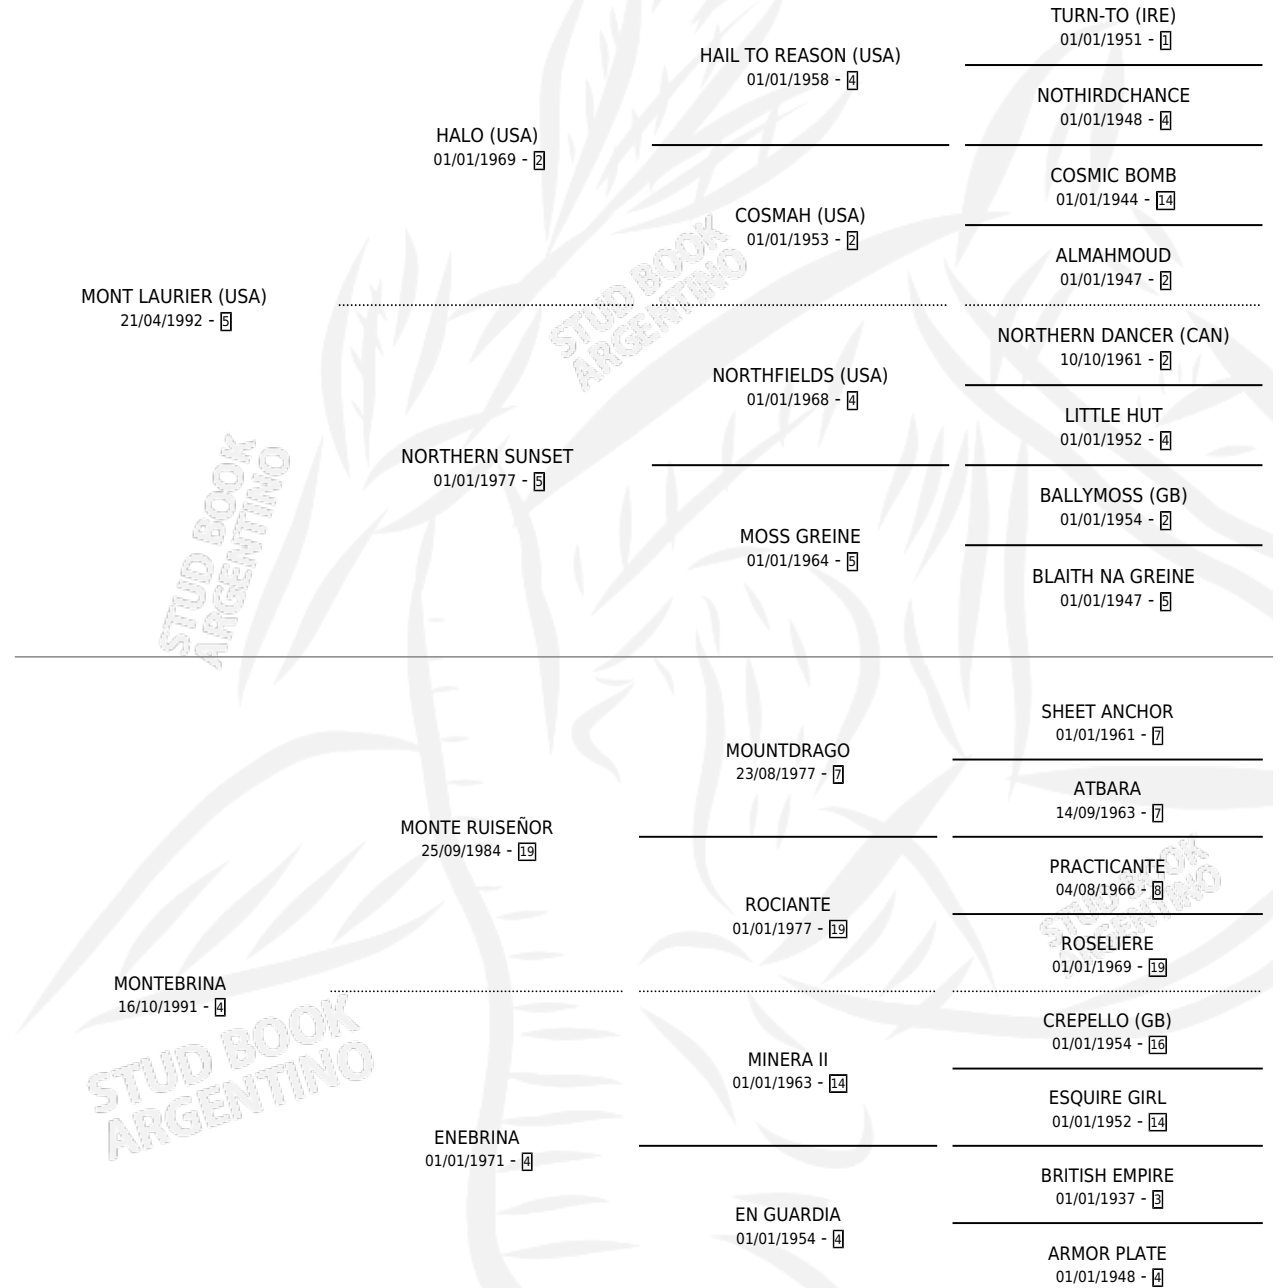 TURN-TO (IRE)
01/01/1951 - 1
HAIL TO REASON (USA)
01/01/1958 - 4
NOTHIRDCHANCE
01/01/1948 - 4
HALO (USA)
01/01/1969 - 2
COSMIC BOMB
01/01/1944 - 14
COSMAH (USA)
01/01/1953 - 2
ALMAHMOUD
01/01/1947 - 2
MONT LAURIER (USA)
21/04/1992 - 5
NORTHERN DANCER (CAN)
10/10/1961 - 2
NORTHFIELDS (USA)
01/01/1968 - 4
LITTLE HUT
01/01/1952 - 4
NORTHERN SUNSET
01/01/1977 - 5
BALLYMOSS (GB)
01/01/1954 - 2
MOSS GREINE
01/01/1964 - 5
BLAITH NA GREINE
01/01/1947 - 5
STUD BOOK
ARGENTINO
STUD BOOK
ARGENTINO
SHEET ANCHOR
01/01/1961 - 7
MOUNTDRAGO
23/08/1977 - 7
ATBARA
14/09/1963 - 7
MONTE RUISEÑOR
25/09/1984 - 19
PRACTICANTE
04/08/1966 - 8
ROCIANTE
01/01/1977 - 19
ROSELIERE
01/01/1969 - 19
STUD BOOK
ARGENTINO
MONTEBRINA
16/10/1991 - 4
CREPELLO (GB)
01/01/1954 - 16
MINERA II
01/01/1963 - 14
ESQUIRE GIRL
01/01/1952 - 14
ENEBRINA
01/01/1971 - 4
BRITISH EMPIRE
01/01/1937 - 3
EN GUARDIA
01/01/1954 - 4
ARMOR PLATE
01/01/1948 - 4
STUD BOOK
ARGENTINO